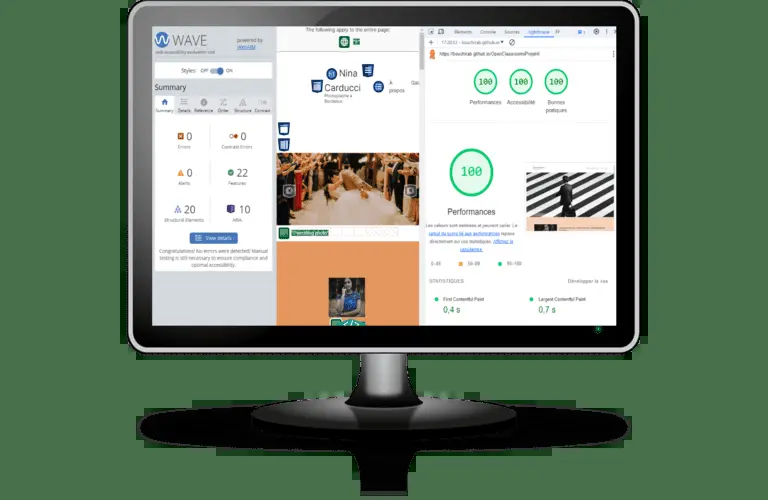 WAVE
web accessibility evaluation tool
powered by
WebAIM
Styles: OFF ON
Summary
Summary
Details
Reference
Order
Structure
Contrast
0
Errors
0
Contrast Errors
0
Alerts
22
Features
20
Structural Elements
10
ARIA
View details
Congratulations! No errors were detected! Manual
testing is still necessary to ensure compliance and
optimal accessibility.
The following apply to the entire page:
Nina
Carducci
Photographe à
Bordeaux
À
propos
Elements
Console
Sources
Lighthouse
100
Performances
100
Accessibilité
100
Bonnes
pratiques
100
Performances
Les valeurs sont estimées et peuvent varier. Le
calcul du score lié aux performances repose
directement sur ces statistiques. Affichez la
calculatrice.
0-49
50-89
90-100
STATISTIQUES
Développer la vue
First Contentful Paint
0,4 s
Largest Contentful Paint
0,7 s